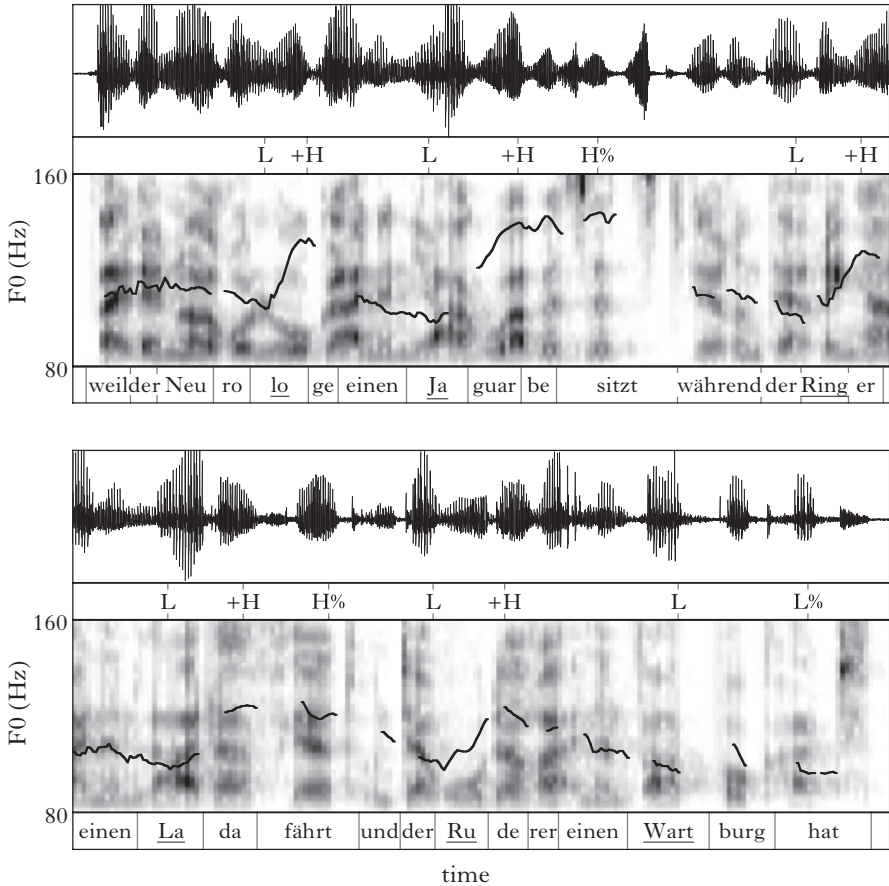 L +H L +H H% L +H
160
F0 (Hz)
80
weil der Neu ro lo ge einen Ja guar be sitzt während der Ring er
L +H H% L +H L L%
160
F0 (Hz)
80
einen La da fährt und der Ru de rer einen Wart burg hat
time